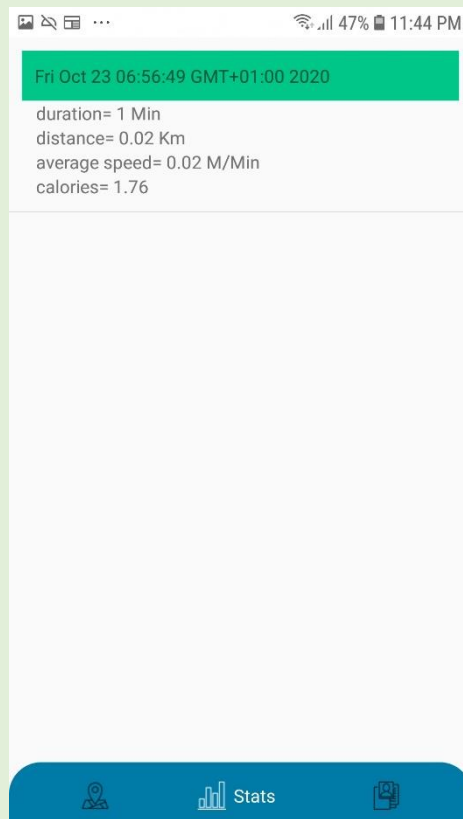 47% 11:44 PM
Fri Oct 23 06:56:49 GMT+01:00 2020
duration= 1 Min
distance= 0.02 Km
average speed= 0.02 M/Min
calories= 1.76
Stats